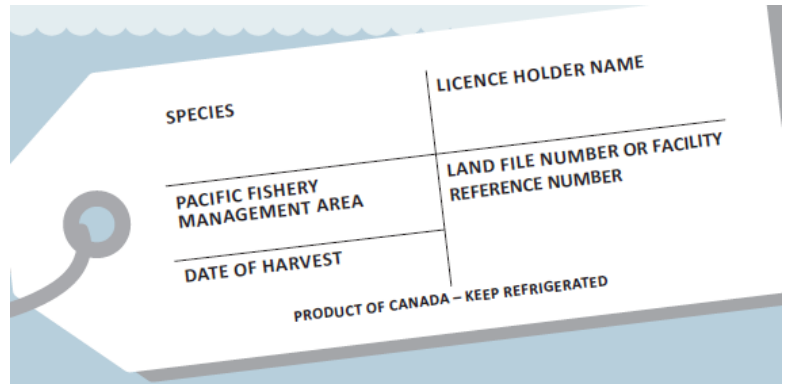 SPECIES
LICENCE HOLDER NAME
PACIFIC FISHERY
MANAGEMENT AREA
LAND FILE NUMBER OR FACILITY
REFERENCE NUMBER
DATE OF HARVEST
PRODUCT OF CANADA – KEEP REFRIGERATED